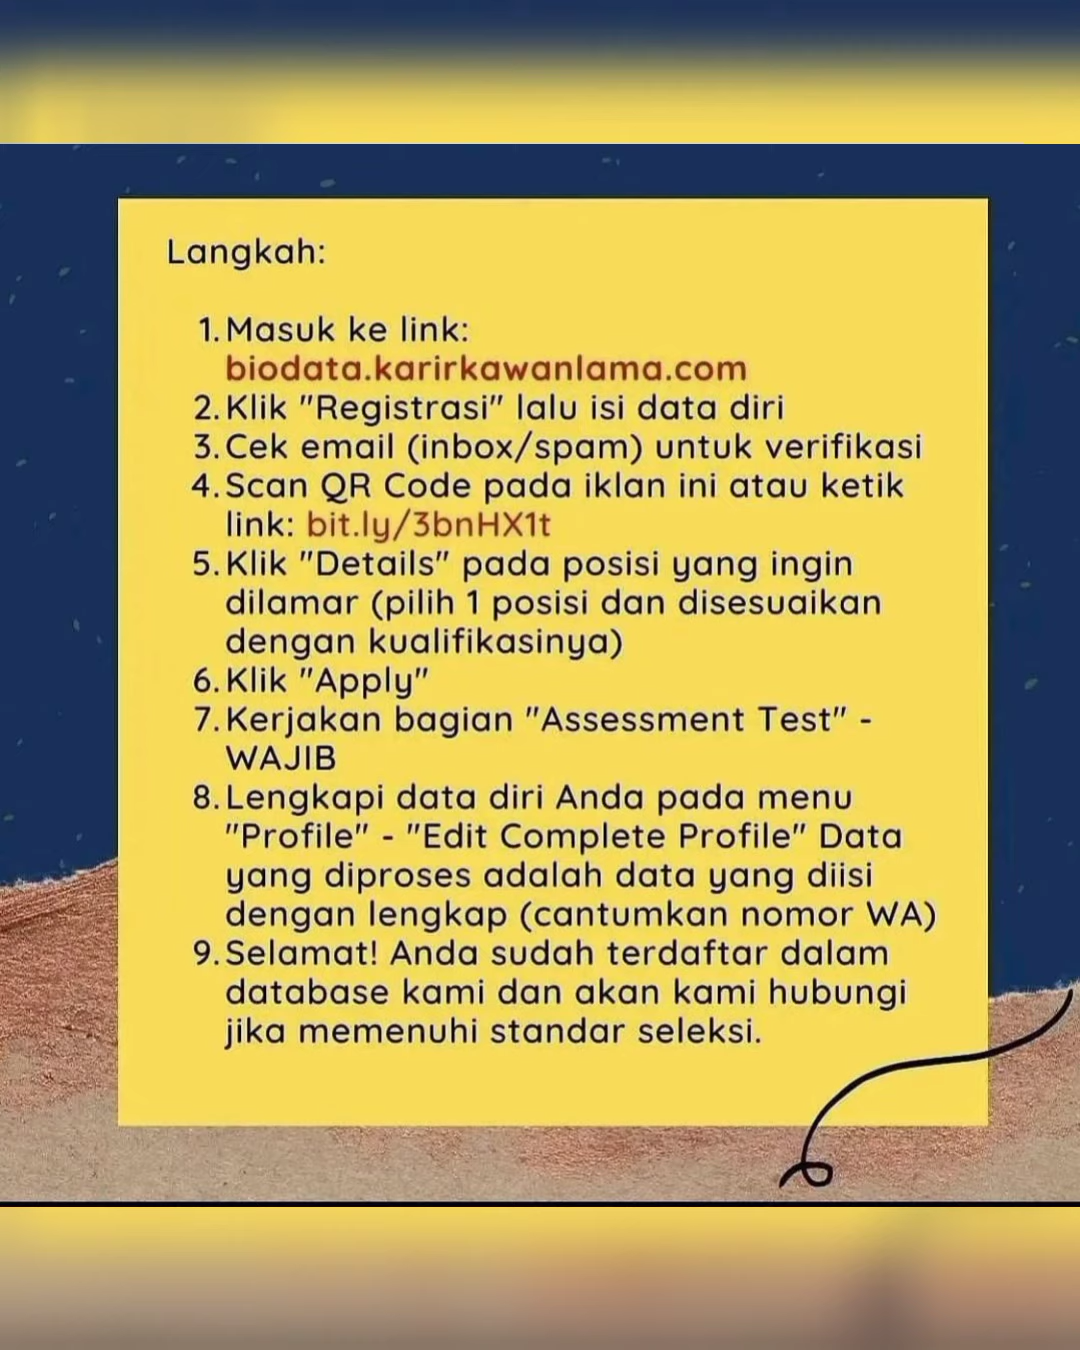 Langkah:
1. Masuk ke link:
biodata.karirkawanlama.com
2. Klik "Registrasi" lalu isi data diri
3. Cek email (inbox/spam) untuk verifikasi
4. Scan QR Code pada iklan ini atau ketik
link: bit.ly/3bnHX1t
5. Klik "Details" pada posisi yang ingin
dilamar (pilih 1 posisi dan disesuaikan
dengan kualifikasinya)
6. Klik "Apply"
7. Kerjakan bagian "Assessment Test" -
WAJIB
8. Lengkapi data diri Anda pada menu
"Profile" - "Edit Complete Profile" Data
yang diproses adalah data yang diisi
dengan lengkap (cantumkan nomor WA)
9. Selamat! Anda sudah terdaftar dalam
database kami dan akan kami hubungi
jika memenuhi standar seleksi.